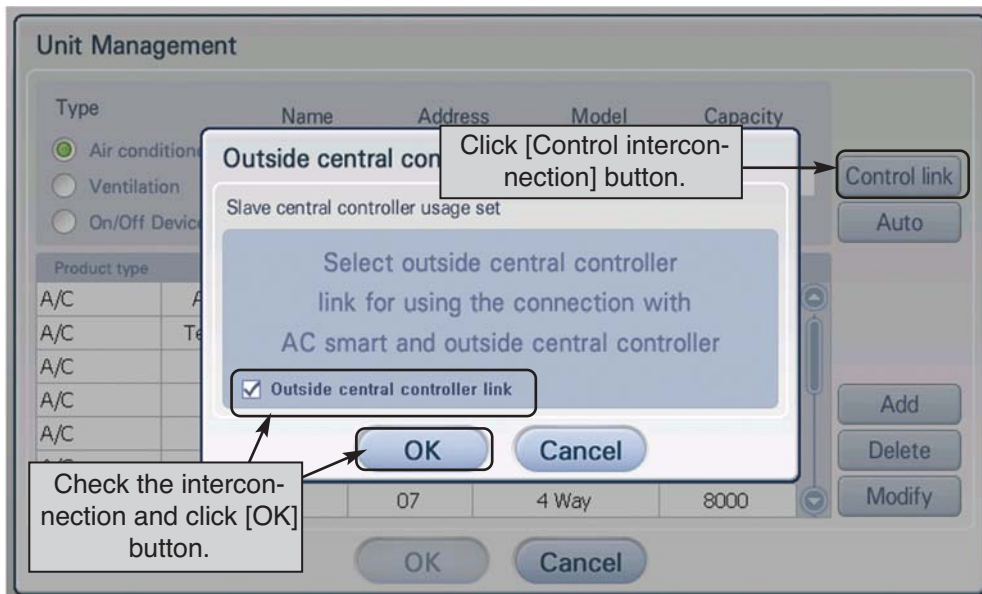 Unit Management
Type
Name Address Model Capacity
Air condition
Ventilation
On/Off Device
Click [Control intercon-
nection] button.
Control link
Auto
Outside central con
Slave central controller usage set
Select outside central controller
link for using the connection with
AC smart and outside central controller
Outside central controller link
OK Cancel
Product type
A/C A
A/C Te
A/C
A/C
A/C
Add
Delete
Modify
07 4 Way 8000
Check the intercon-
nection and click [OK]
button.
OK Cancel